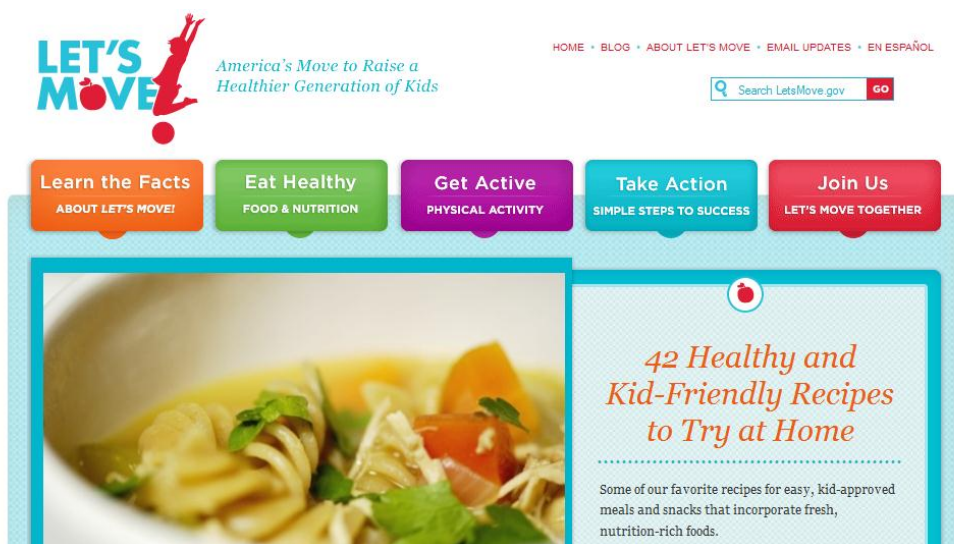 LET'S
MOVE!
America's Move to Raise a
Healthier Generation of Kids
HOME • BLOG • ABOUT LET'S MOVE • EMAIL UPDATES • EN ESPAÑOL
Search LetsMove.gov GO
Learn the Facts
ABOUT LET'S MOVE!
Eat Healthy
FOOD & NUTRITION
Get Active
PHYSICAL ACTIVITY
Take Action
SIMPLE STEPS TO SUCCESS
Join Us
LET'S MOVE TOGETHER
42 Healthy and
Kid-Friendly Recipes
to Try at Home
Some of our favorite recipes for easy, kid-approved
meals and snacks that incorporate fresh,
nutrition-rich foods.